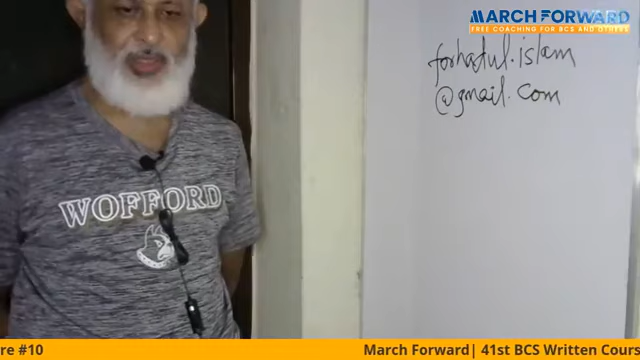 MARCH FORWARD
FREE COACHING FOR BCS AND OTHERS
forhatul.islam
@gmail.com
WOFFORD
re #10
March Forward| 41st BCS Written Cours